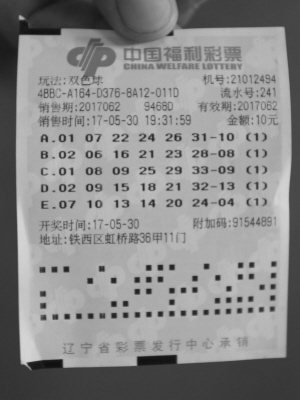 中国福利彩票
CHINA WELFARE LOTTERY
玩法:双色球 机号:21012494
4BBC-A164-D376-8A12-011D 流水号:241
销售期:2017062 9468D 有效期:2017062
销售时间:17-05-30 19:31:59 金额:10元
A.01 07 22 24 26 31-10 (1)
B.02 06 16 21 23 28-08 (1)
C.01 08 09 25 29 33-09 (1)
D.02 09 15 18 21 32-13 (1)
E.07 10 13 14 20 24-04 (1)
开奖时间:17-05-30 附加码:91544891
地址:铁西区虹桥路36甲11门
辽宁省彩票发行中心承销